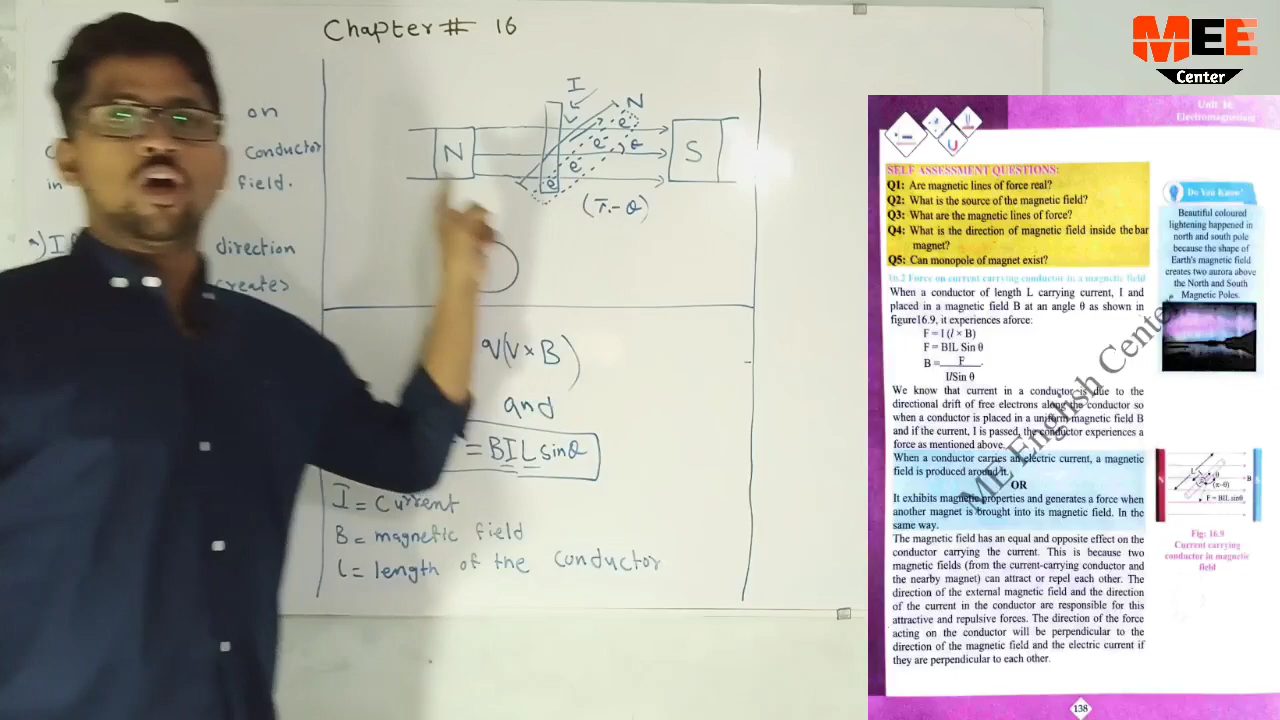 Chapter # 16
on
conductor
in
field.
direction
creates
I
N
N
S
e
e
e
e
θ
(π-θ)
q(V×B)
and
= BIL sinθ
I = Current
B = magnetic field
l = length of the conductor
MEE
Center
Unit 16
Electromagnetism
SELF ASSESSMENT QUESTIONS:
Q1: Are magnetic lines of force real?
Q2: What is the source of the magnetic field?
Q3: What are the magnetic lines of force?
Q4: What is the direction of magnetic field inside the bar
magnet?
Q5: Can monopole of magnet exist?
16.2 Force on current carrying conductor in a magnetic field
When a conductor of length L carrying current, I and
placed in a magnetic field B at an angle θ as shown in
figure16.9, it experiences aforce:
F = I (l × B)
F = BIL Sin θ
B = F
I/Sin θ
We know that current in a conductor is due to the
directional drift of free electrons along the conductor so
when a conductor is placed in a uniform magnetic field B
and if the current, I is passed, the conductor experiences a
force as mentioned above.
When a conductor carries an electric current, a magnetic
field is produced around it.
OR
It exhibits magnetic properties and generates a force when
another magnet is brought into its magnetic field. In the
same way.
The magnetic field has an equal and opposite effect on the
conductor carrying the current. This is because two
magnetic fields (from the current-carrying conductor and
the nearby magnet) can attract or repel each other. The
direction of the external magnetic field and the direction
of the current in the conductor are responsible for this
attractive and repulsive forces. The direction of the force
acting on the conductor will be perpendicular to the
direction of the magnetic field and the electric current if
they are perpendicular to each other.
Do You Know!
Beautiful coloured
lightening happened in
north and south pole
because the shape of
Earth's magnetic field
creates two aurora above
the North and South
Magnetic Poles.
L
θ
(π-θ)
B
F = BIL sinθ
Fig: 16.9
Current carrying
conductor in magnetic
field
ME English Center
138